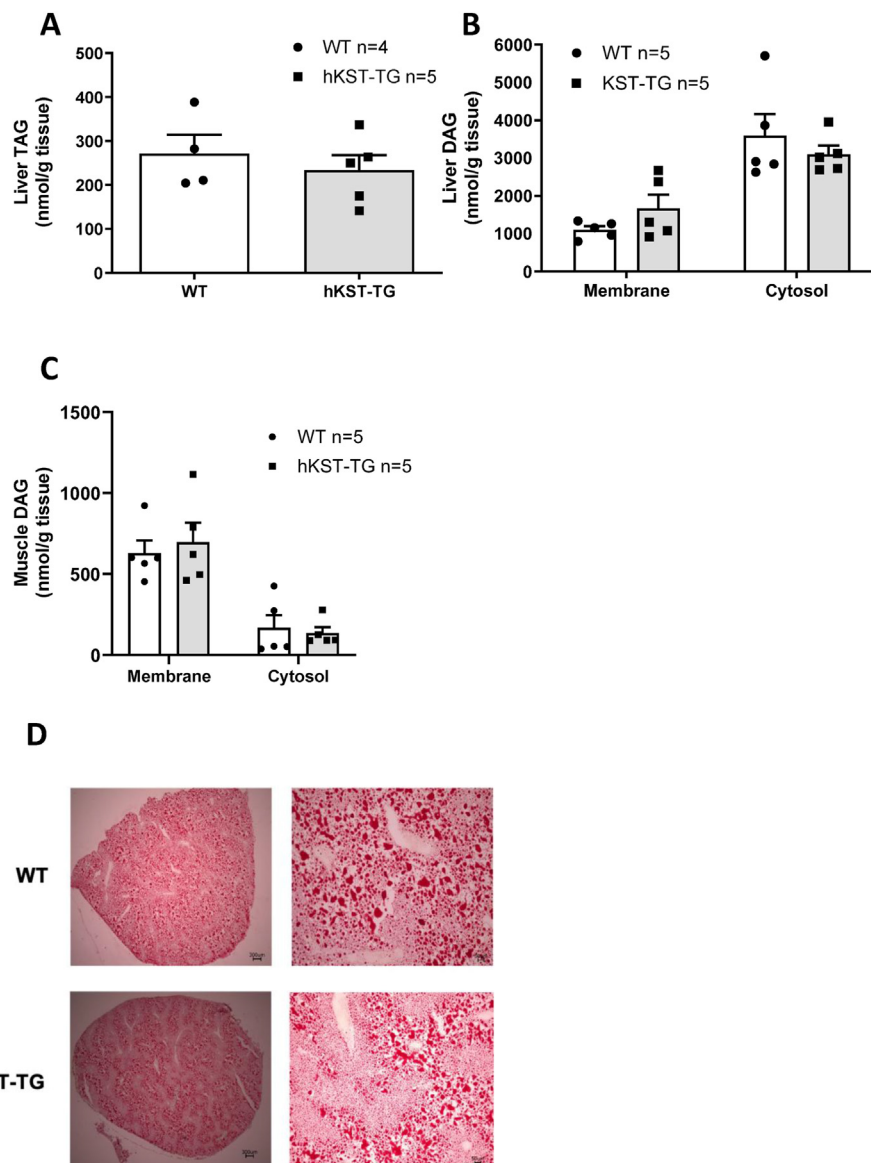 A
WT n=4
hKST-TG n=5
Liver TAG
(nmol/g tissue)
500
400
300
200
100
0
WT
hKST-TG
B
WT n=5
KST-TG n=5
Liver DAG
(nmol/g tissue)
6000
5000
4000
3000
2000
1000
0
Membrane
Cytosol
C
WT n=5
hKST-TG n=5
Muscle DAG
(nmol/g tissue)
1500
1000
500
0
Membrane
Cytosol
D
WT
T-TG